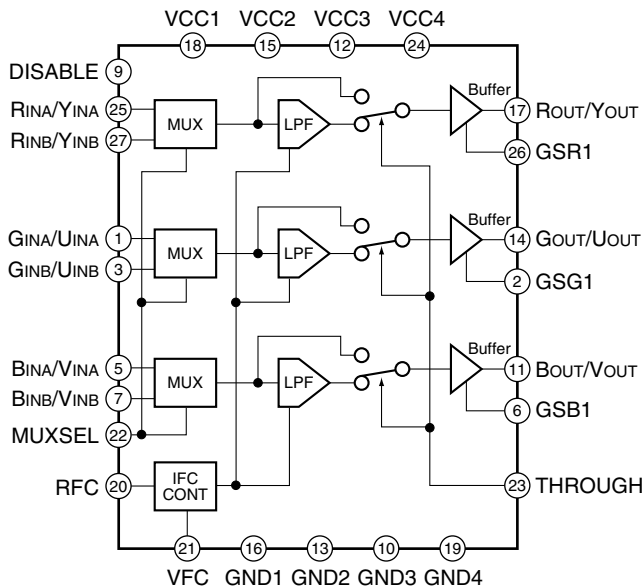 VCC1 VCC2 VCC3 VCC4
18 15 12 24
DISABLE 9
RINA/YINA 25
RINB/YINB 27
MUX
LPF
Buffer
17 ROUT/YOUT
26 GSR1
GINA/UINA 1
GINB/UINB 3
MUX
LPF
Buffer
14 GOUT/UOUT
2 GSG1
BINA/VINA 5
BINB/VINB 7
MUX
LPF
Buffer
11 BOUT/VOUT
6 GSB1
MUXSEL 22
RFC 20
IFC
CONT
23 THROUGH
21 16 13 10 19
VFC GND1 GND2 GND3 GND4